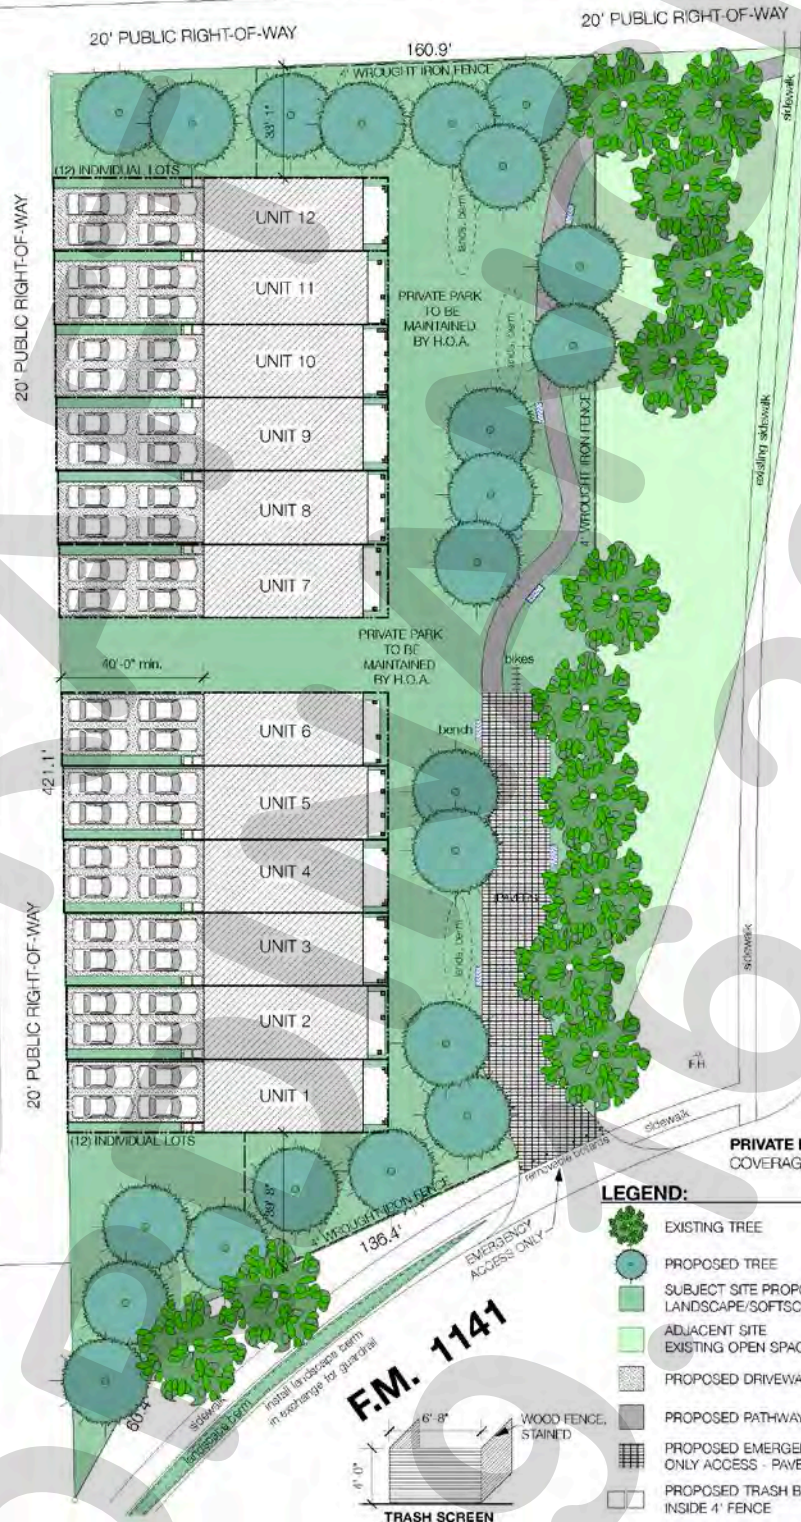 20' PUBLIC RIGHT-OF-WAY
20' PUBLIC RIGHT-OF-WAY
160.9'
4' WROUGHT IRON FENCE
sidewalk
33'-1"
(12) INDIVIDUAL LOTS
20' PUBLIC RIGHT-OF-WAY
UNIT 12
lands. berm
UNIT 11
PRIVATE PARK
TO BE
MAINTAINED
BY H.O.A.
lands. berm
UNIT 10
UNIT 9
4' WROUGHT IRON FENCE
existing sidewalk
UNIT 8
UNIT 7
PRIVATE PARK
TO BE
MAINTAINED
BY H.O.A.
40'-0" min.
bikes
UNIT 6
bench
421.1'
UNIT 5
UNIT 4
PAVERS
UNIT 3
lands. berm
sidewalk
20' PUBLIC RIGHT-OF-WAY
UNIT 2
F.H.
UNIT 1
(12) INDIVIDUAL LOTS
sidewalk
removable bollards
4' WROUGHT IRON FENCE
136.4'
EMERGENCY
ACCESS ONLY
60.4'
sidewalk
landscape berm
install landscape berm
in exchange for guardrail
F.M. 1141
PRIVATE
COVERAG
LEGEND:
EXISTING TREE
PROPOSED TREE
SUBJECT SITE PROPO
LANDSCAPE/SOFTSC
ADJACENT SITE
EXISTING OPEN SPAC
PROPOSED DRIVEWA
PROPOSED PATHWAY
PROPOSED EMERGE
ONLY ACCESS - PAVE
PROPOSED TRASH B
INSIDE 4' FENCE
6'-8"
4'-0"
WOOD FENCE,
STAINED
TRASH SCREEN